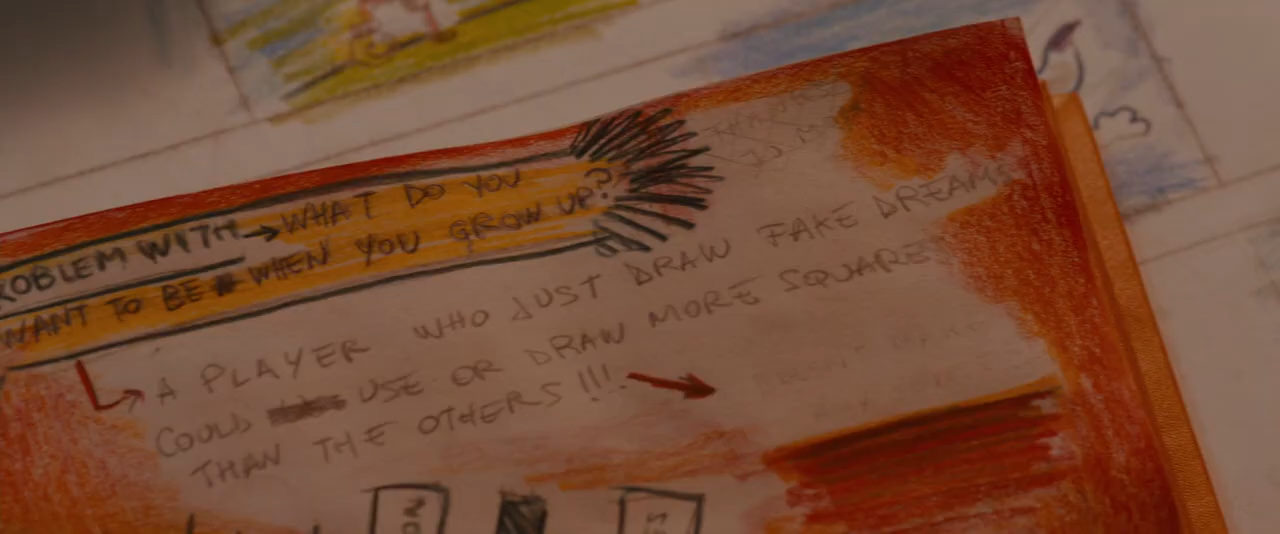 ROBLEM WITH → WHAT DO YOU
WANT TO BE WHEN YOU GROW UP?
A PLAYER WHO JUST DRAW FAKE DREAMS
COULD USE OR DRAW MORE SQUARE
THAN THE OTHERS!!!